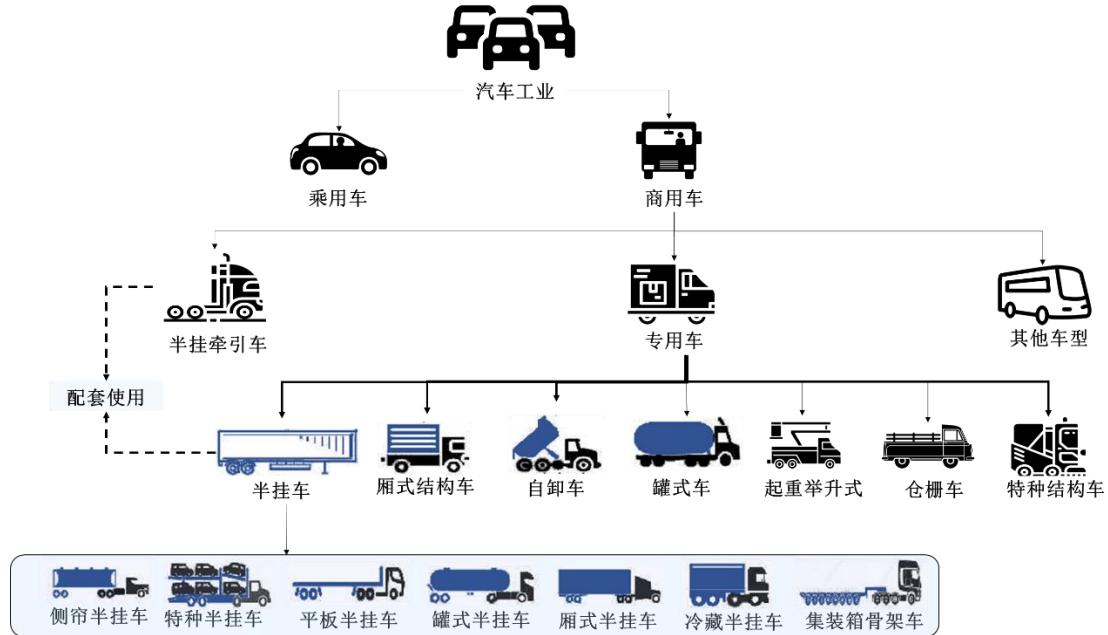 汽车工业
乘用车
商用车
半挂牵引车
专用车
其他车型
配套使用
半挂车
厢式结构车
自卸车
罐式车
起重举升式
仓栅车
特种结构车
侧帘半挂车
特种半挂车
平板半挂车
罐式半挂车
厢式半挂车
冷藏半挂车
集装箱骨架车